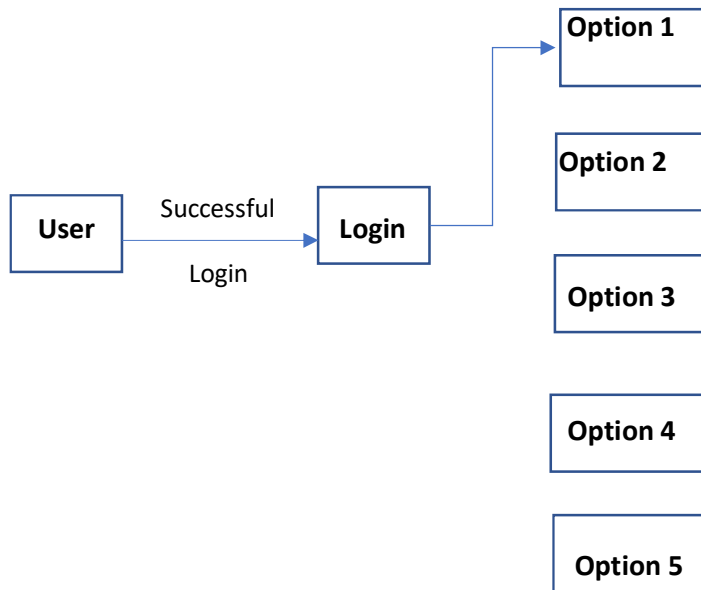 Option 1
Option 2
Successful
User
Login
Login
Option 3
Option 4
Option 5